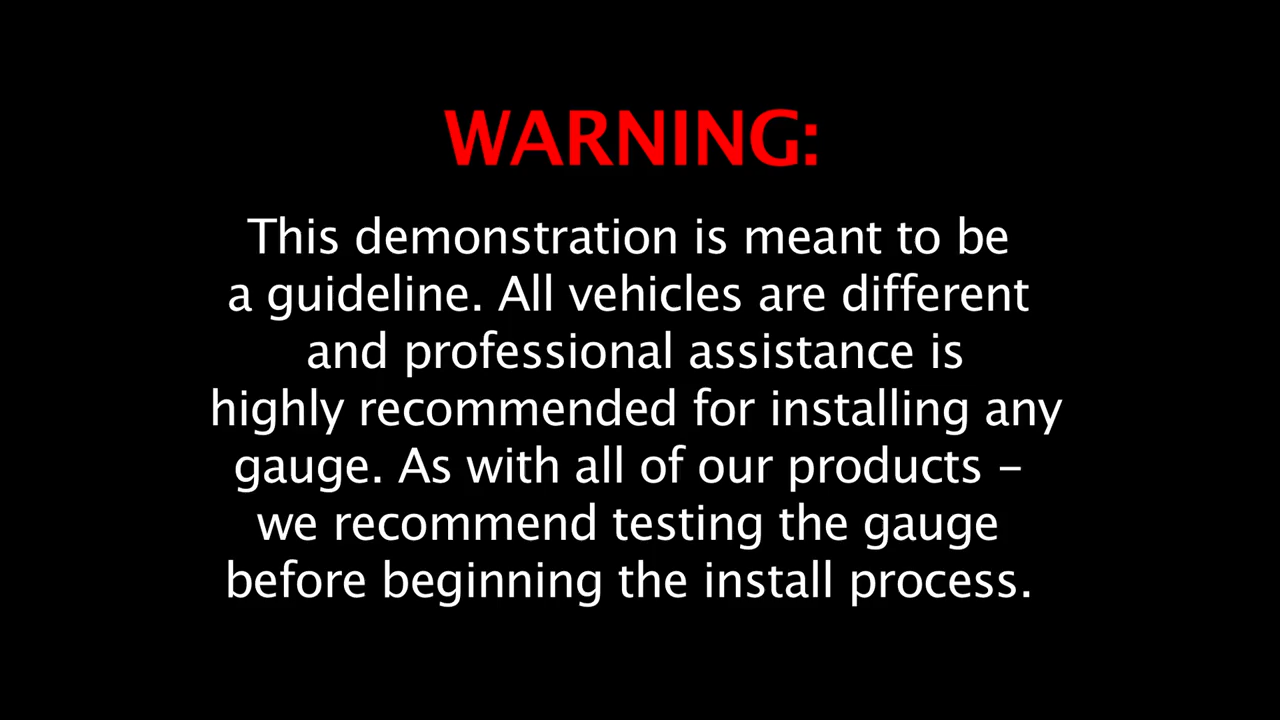 WARNING:
This demonstration is meant to be
a guideline. All vehicles are different
and professional assistance is
highly recommended for installing any
gauge. As with all of our products –
we recommend testing the gauge
before beginning the install process.